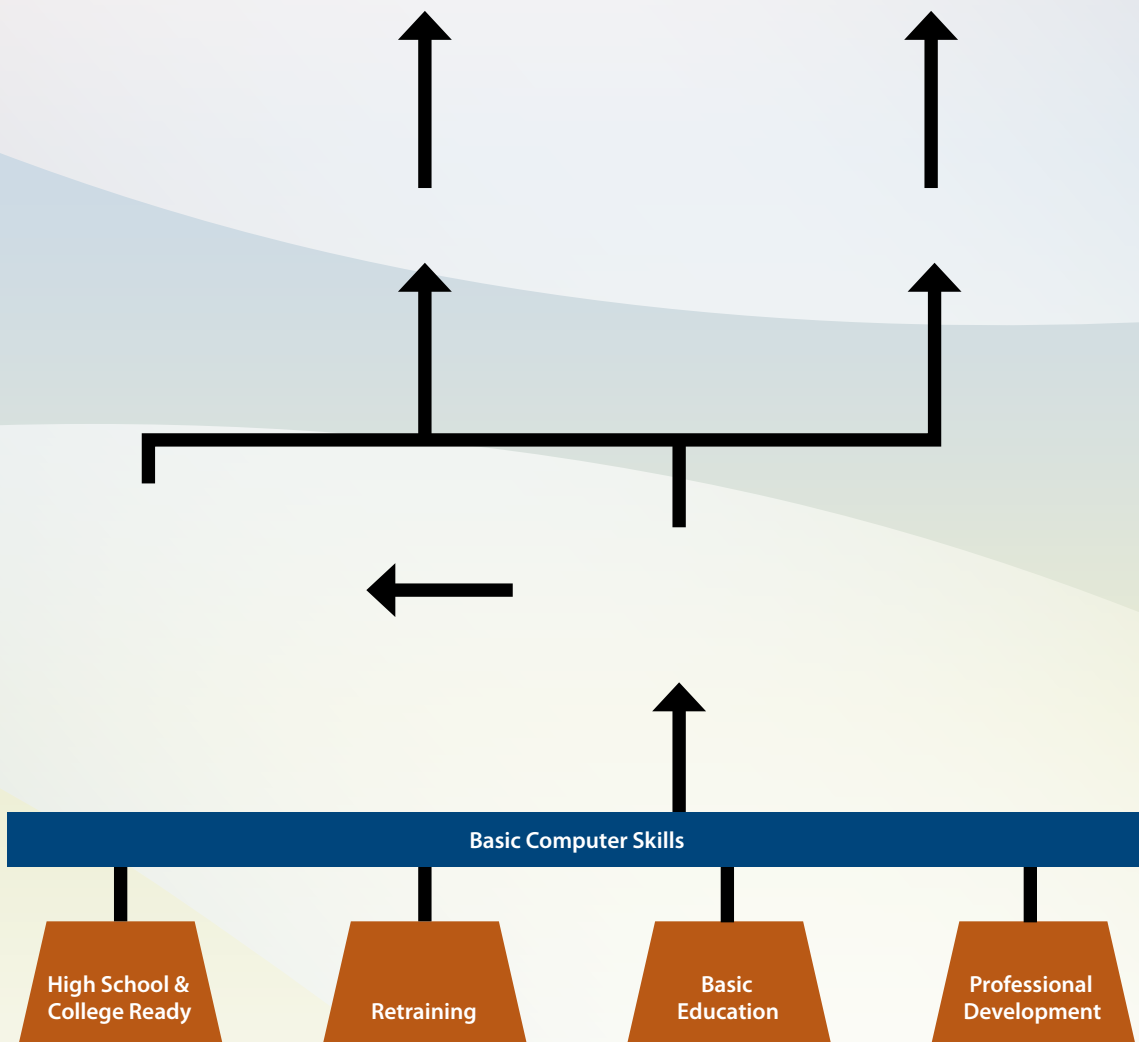 Basic Computer Skills
High School &
College Ready
Retraining
Basic
Education
Professional
Development